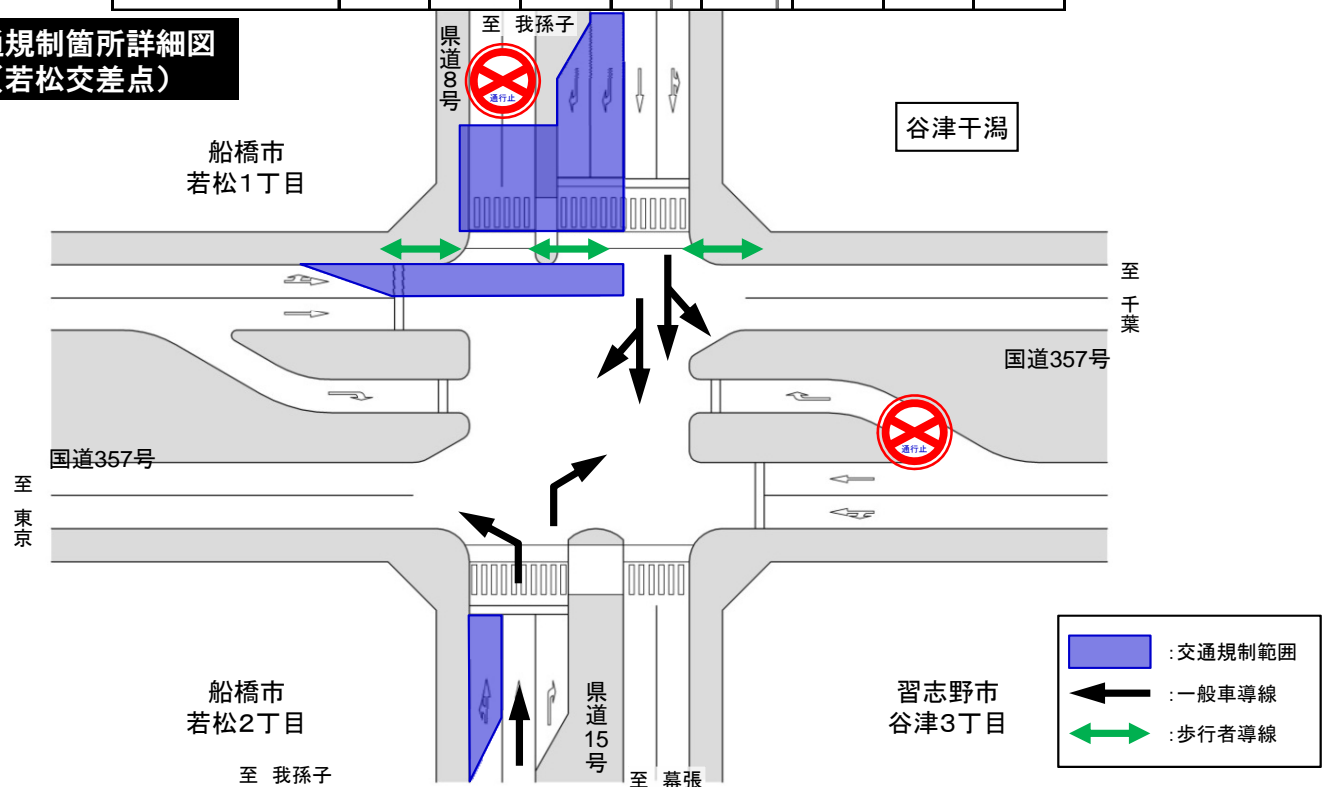 規制箇所詳細図
若松交差点）
至 我孫子
県道8号
通行止
谷津干潟
船橋市
若松1丁目
至 千葉
国道357号
国道357号
通行止
至 東京
船橋市
若松2丁目
県道15号
習志野市
谷津3丁目
至 我孫子
至 幕張
:交通規制範囲
:一般車導線
:歩行者導線